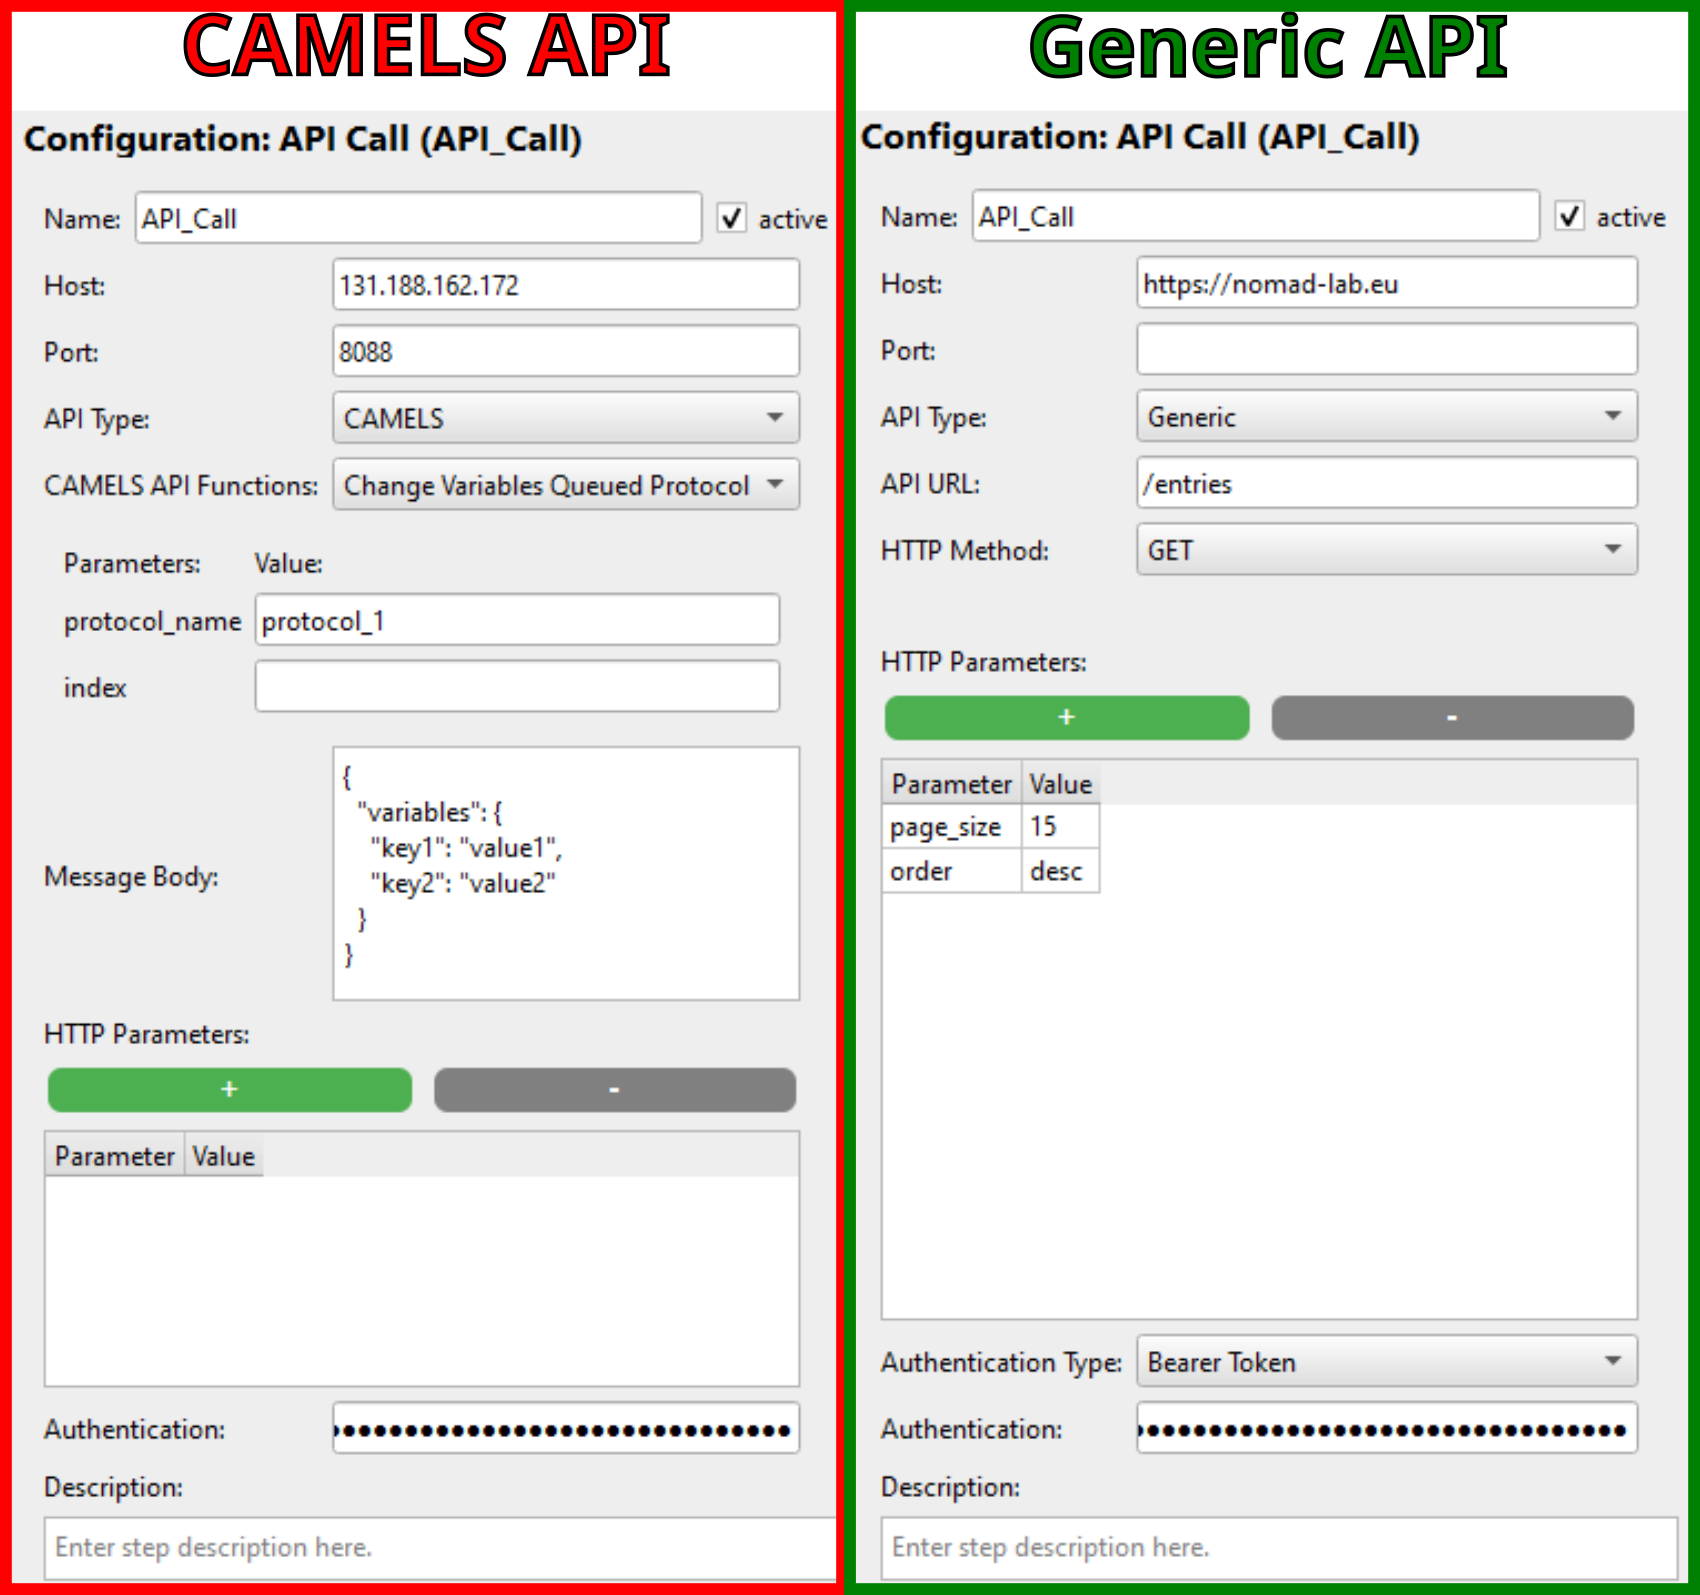 CAMELS API
Configuration: API Call (API_Call)
Name: API_Call active
Host: 131.188.162.172
Port: 8088
API Type: CAMELS
CAMELS API Functions: Change Variables Queued Protocol
Parameters: Value:
protocol_name protocol_1
index
Message Body:
{
"variables": {
"key1": "value1",
"key2": "value2"
}
}
HTTP Parameters:
+ -
Parameter Value
Authentication: ●●●●●●●●●●●●●●●●●●●●●●●●●●●●●●
Description:
Enter step description here.
Generic API
Configuration: API Call (API_Call)
Name: API_Call active
Host: https://nomad-lab.eu
Port:
API Type: Generic
API URL: /entries
HTTP Method: GET
HTTP Parameters:
+ -
Parameter Value
page_size 15
order desc
Authentication Type: Bearer Token
Authentication: ●●●●●●●●●●●●●●●●●●●●●●●●●●●●●●●●
Description:
Enter step description here.